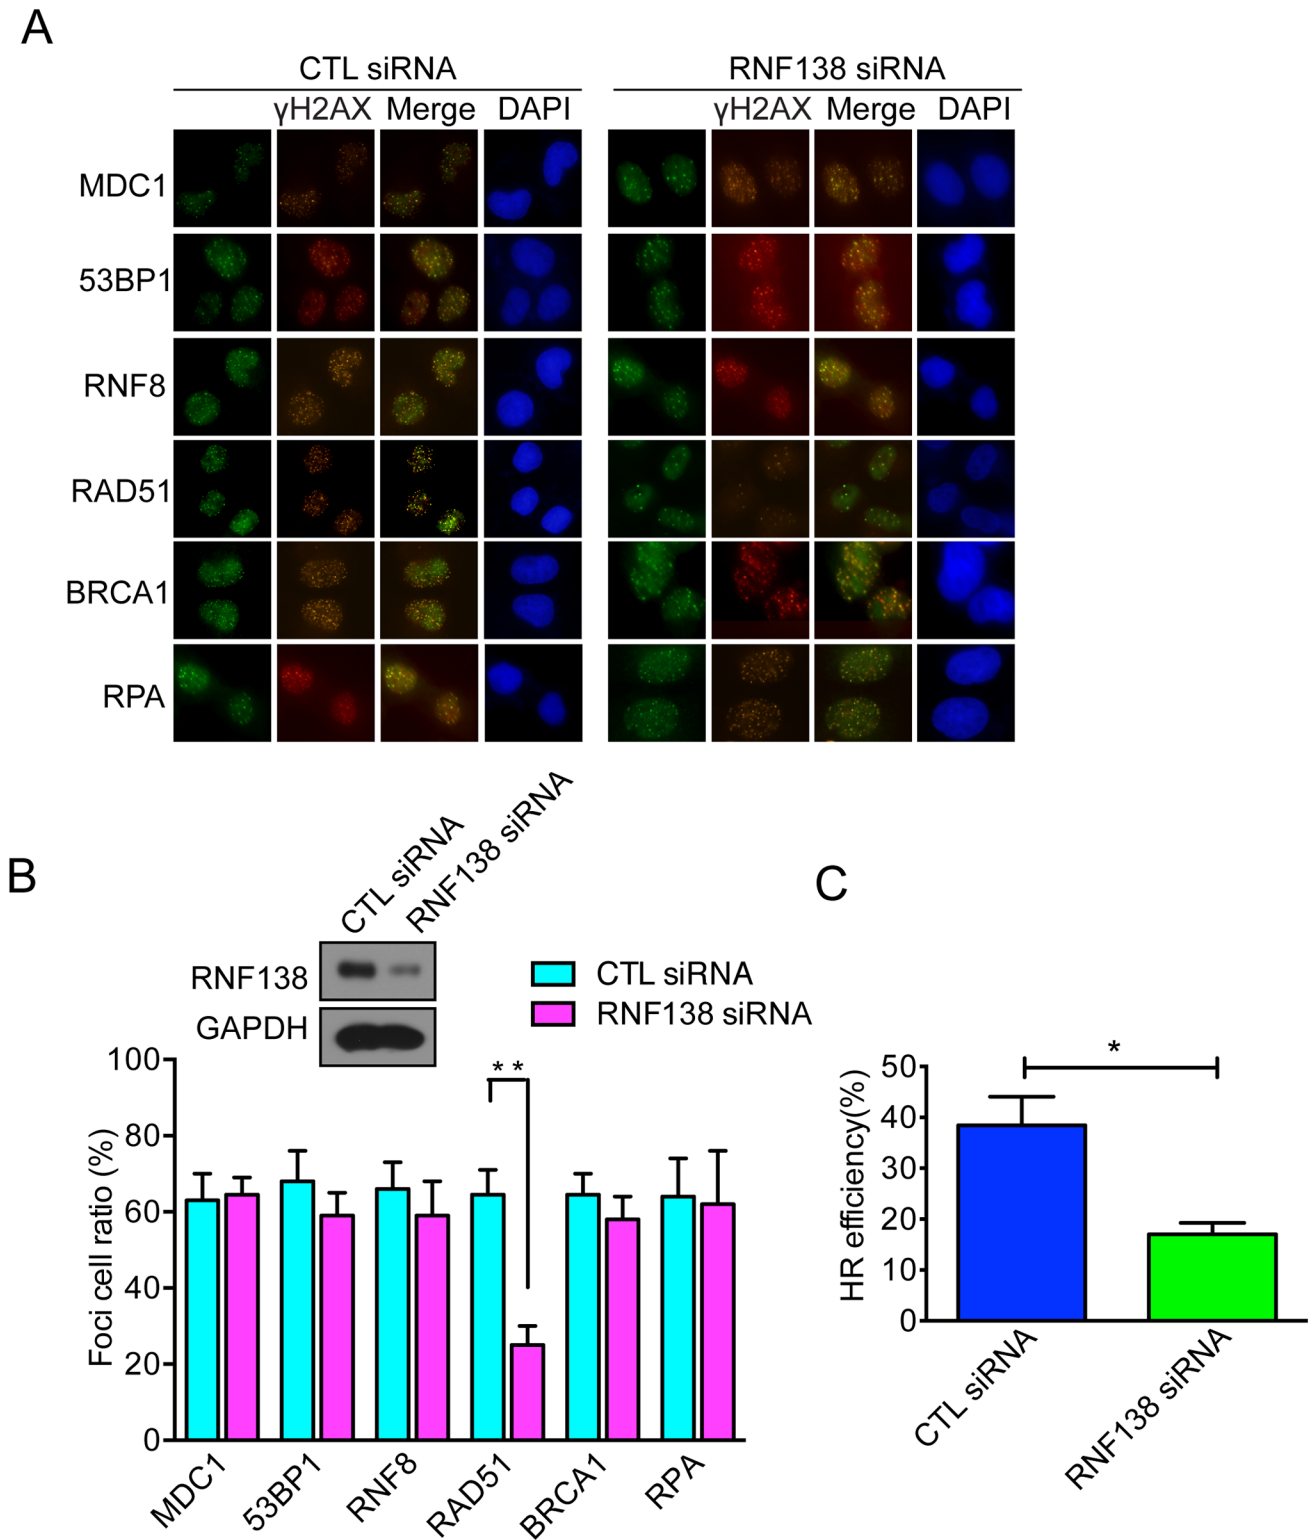 A
CTL siRNA
RNF138 siRNA
γH2AX Merge DAPI
γH2AX Merge DAPI
MDC1
53BP1
RNF8
RAD51
BRCA1
RPA
B
CTL siRNA
RNF138 siRNA
RNF138
GAPDH
CTL siRNA
RNF138 siRNA
Foci cell ratio (%)
100
80
60
40
20
0
**
MDC1
53BP1
RNF8
RAD51
BRCA1
RPA
C
HR efficiency(%)
50
40
30
20
10
0
*
CTL siRNA
RNF138 siRNA